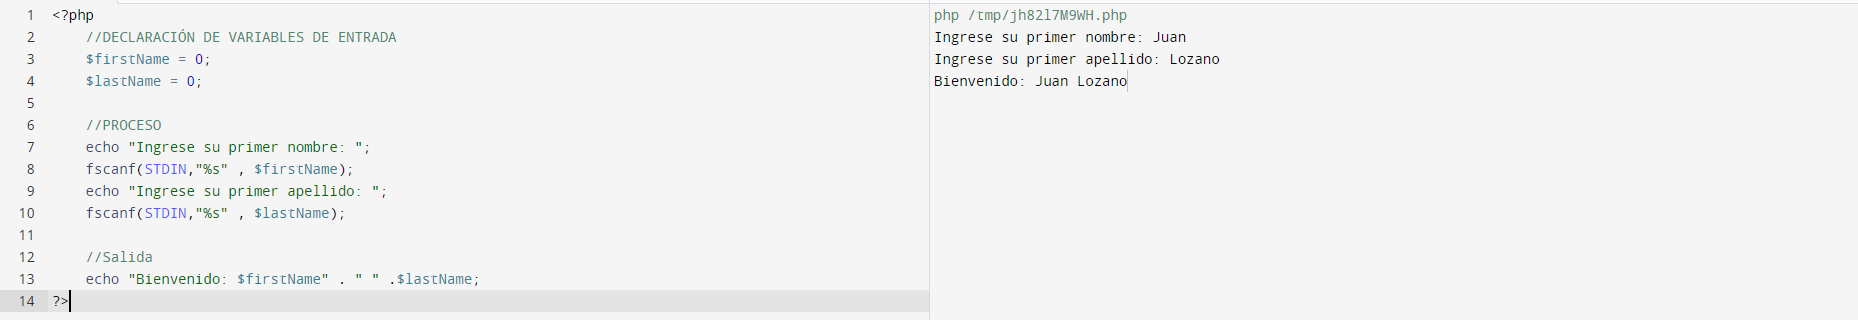 1 <?php
2 //DECLARACIÓN DE VARIABLES DE ENTRADA
3 $firstName = 0;
4 $lastName = 0;
5
6 //PROCESO
7 echo "Ingrese su primer nombre: ";
8 fscanf(STDIN,"%s" , $firstName);
9 echo "Ingrese su primer apellido: ";
10 fscanf(STDIN,"%s" , $lastName);
11
12 //Salida
13 echo "Bienvenido: $firstName" . " " .$lastName;
14 ?>
php /tmp/jh82l7M9WH.php
Ingrese su primer nombre: Juan
Ingrese su primer apellido: Lozano
Bienvenido: Juan Lozano